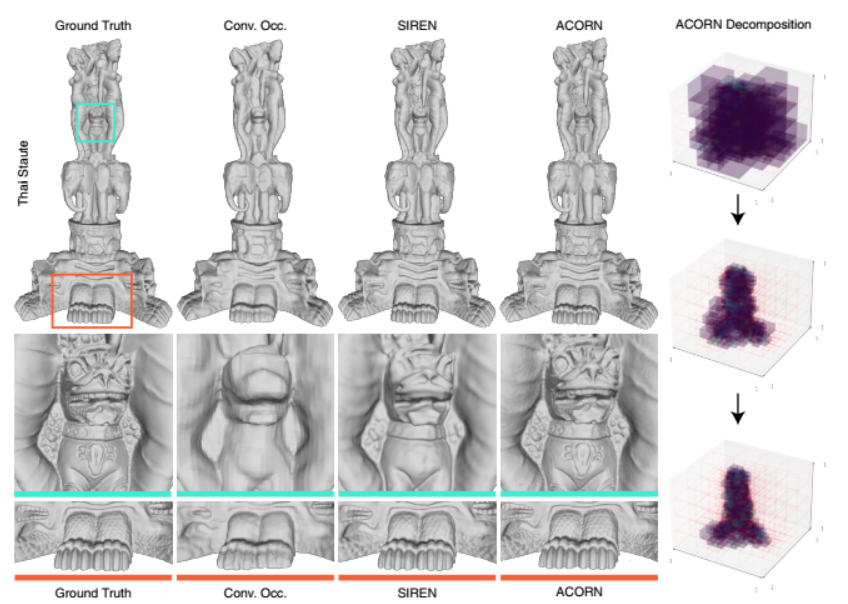 Ground Truth
Conv. Occ.
SIREN
ACORN
ACORN Decomposition
Thai Staute
Ground Truth
Conv. Occ.
SIREN
ACORN